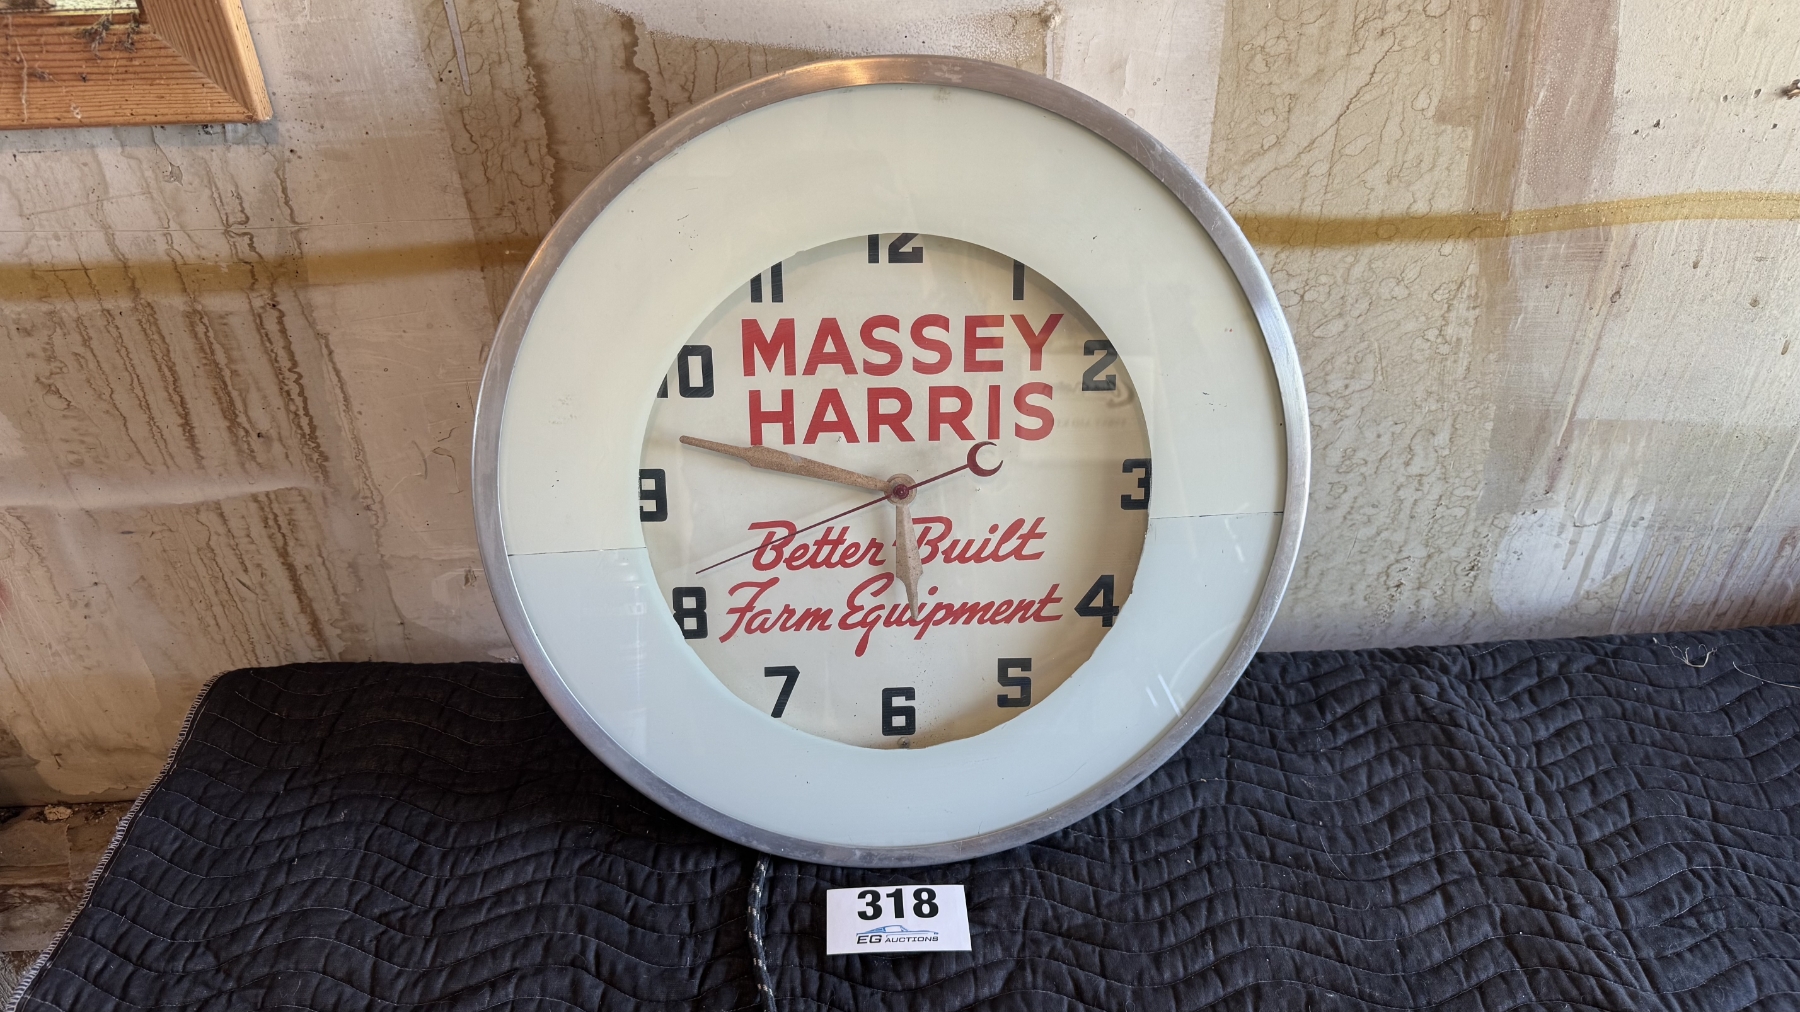 12
11
1
10
2
MASSEY
HARRIS
9
3
Better Built
Farm Equipment
8
4
7
5
6
318
EG AUCTIONS